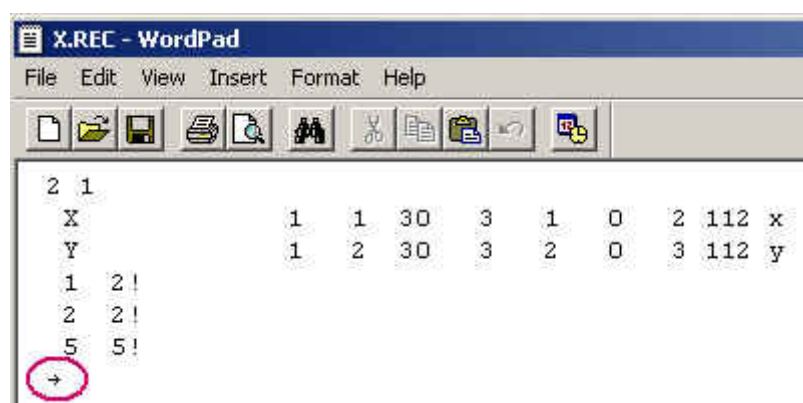 X.REC - WordPad
File Edit View Insert Format Help
2 1
X 1 1 30 3 1 0 2 112 x
Y 1 2 30 3 2 0 3 112 y
1 2!
2 2!
5 5!
→